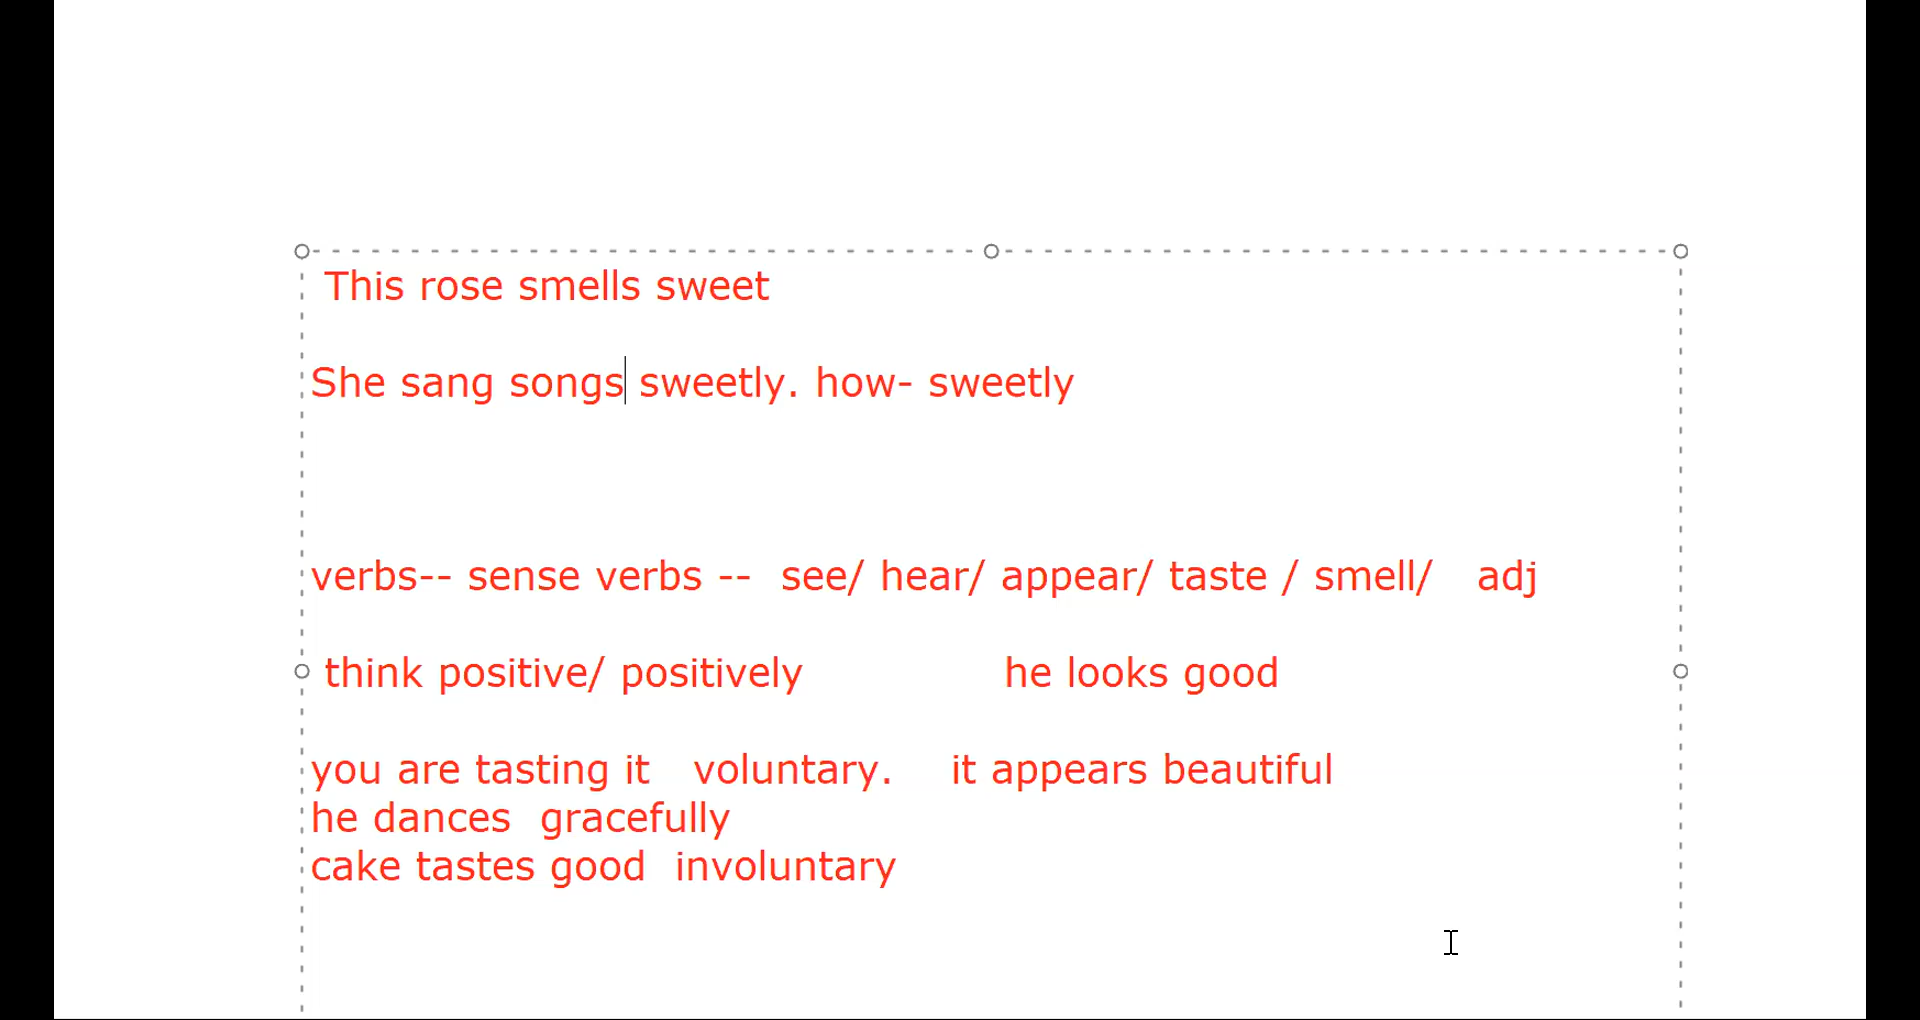 This rose smells sweet
She sang songs sweetly. how- sweetly
verbs-- sense verbs -- see/ hear/ appear/ taste / smell/ adj
think positive/ positively he looks good
you are tasting it voluntary. it appears beautiful
he dances gracefully
cake tastes good involuntary